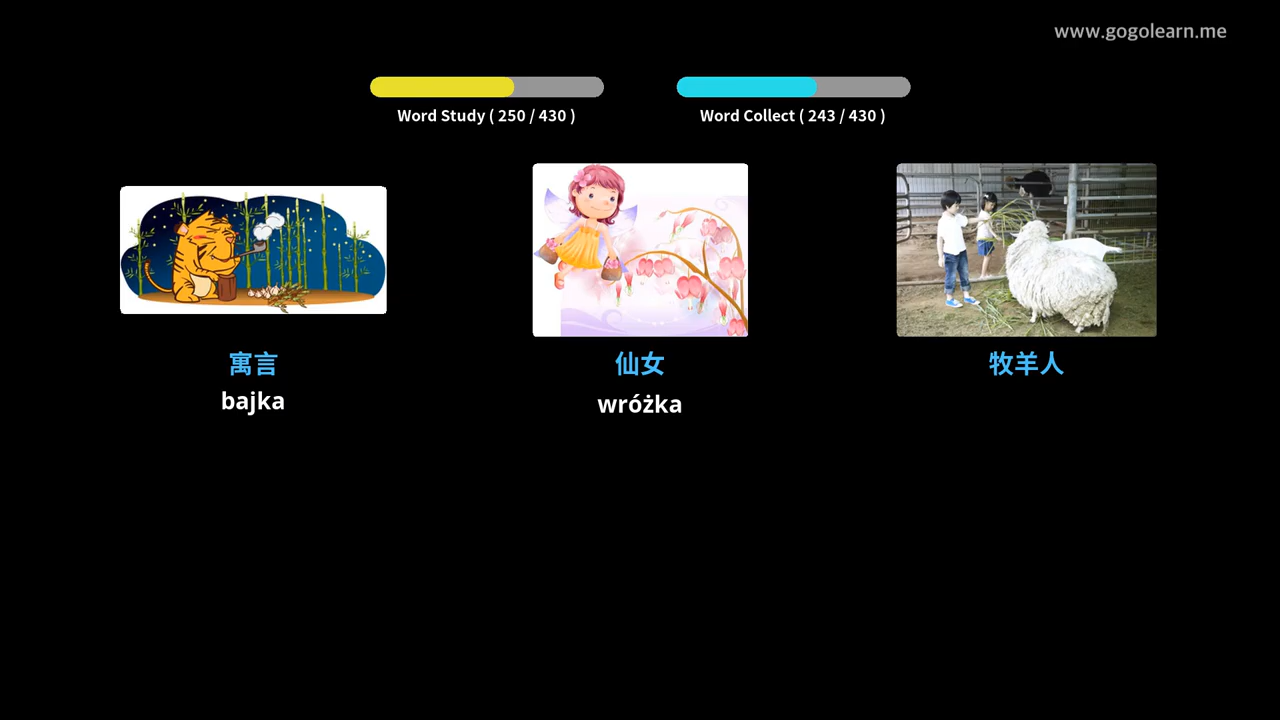 www.gogolearn.me
Word Study ( 250 / 430 )
Word Collect ( 243 / 430 )
寓言
bajka
仙女
wróżka
牧羊人